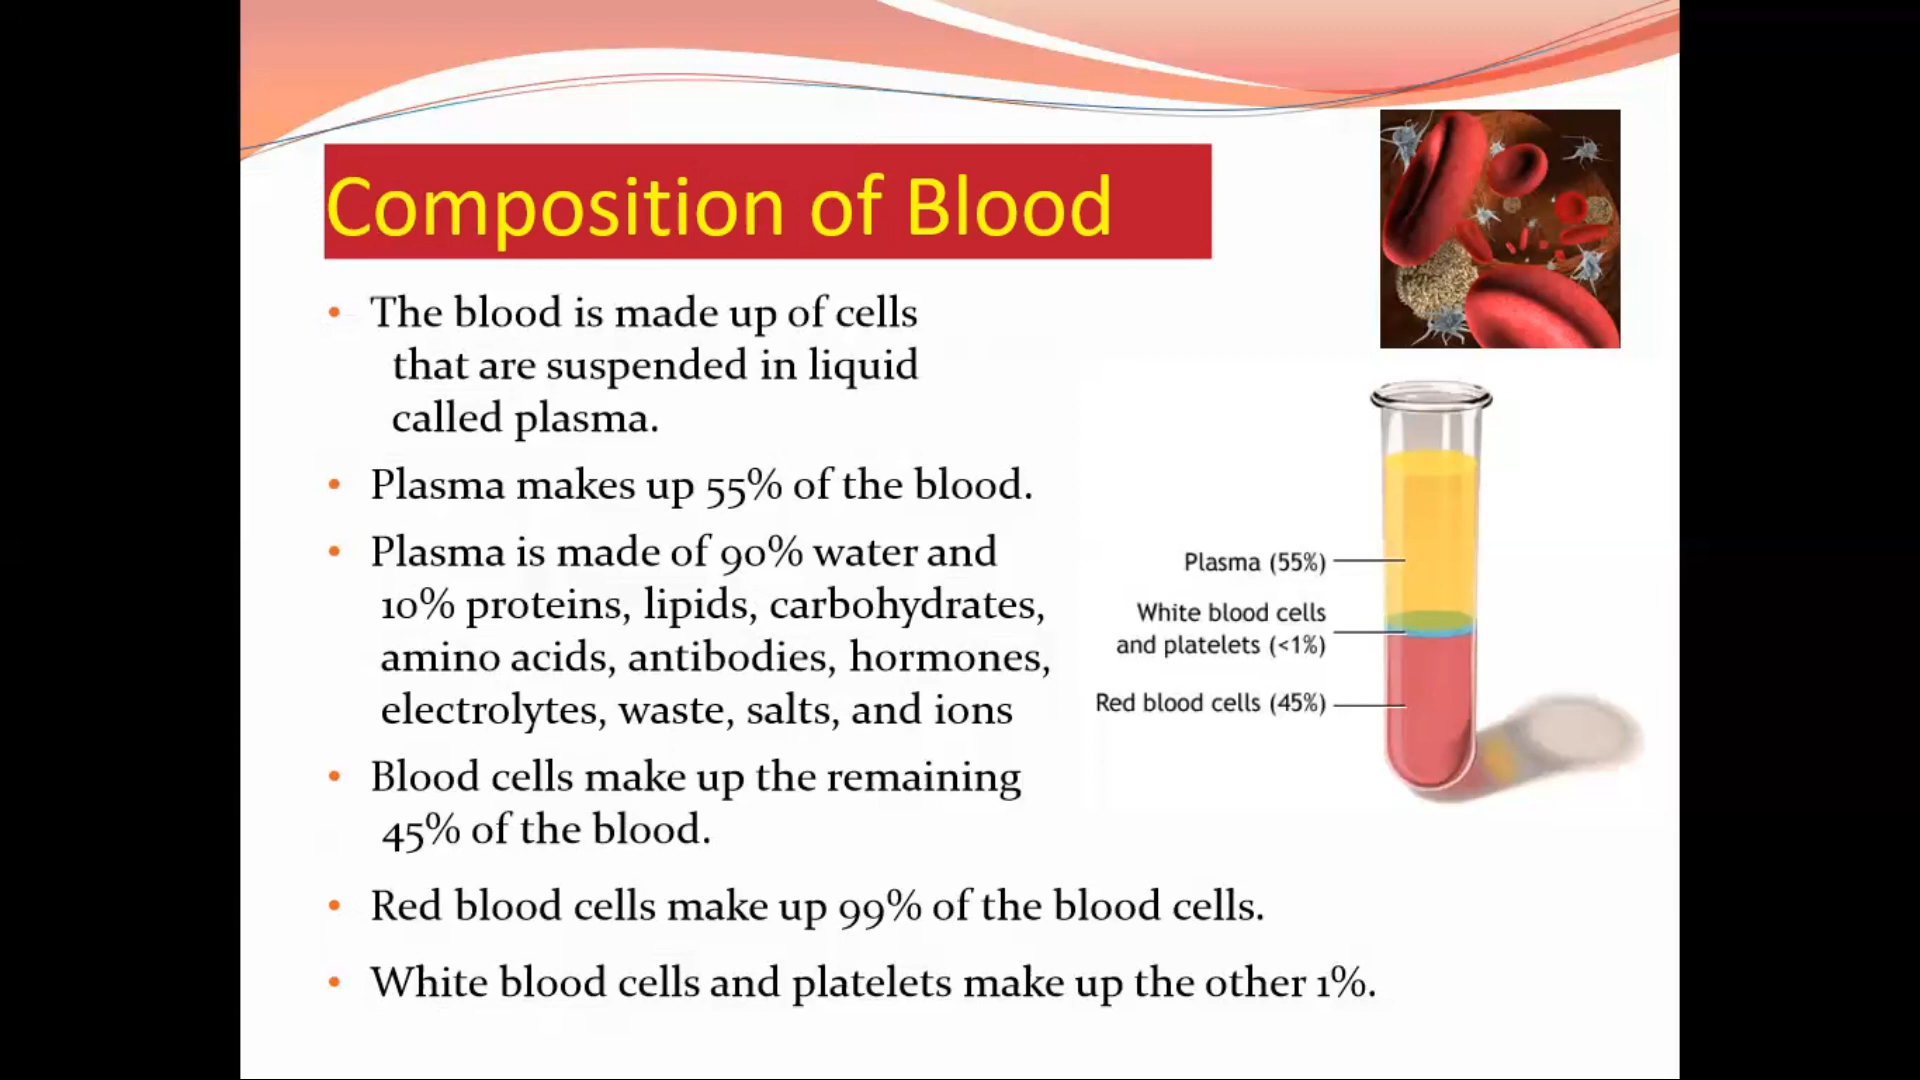 Composition of Blood
• The blood is made up of cells
that are suspended in liquid
called plasma.
• Plasma makes up 55% of the blood.
• Plasma is made of 90% water and
10% proteins, lipids, carbohydrates,
amino acids, antibodies, hormones,
electrolytes, waste, salts, and ions
• Blood cells make up the remaining
45% of the blood.
• Red blood cells make up 99% of the blood cells.
• White blood cells and platelets make up the other 1%.
Plasma (55%)
White blood cells
and platelets (<1%)
Red blood cells (45%)